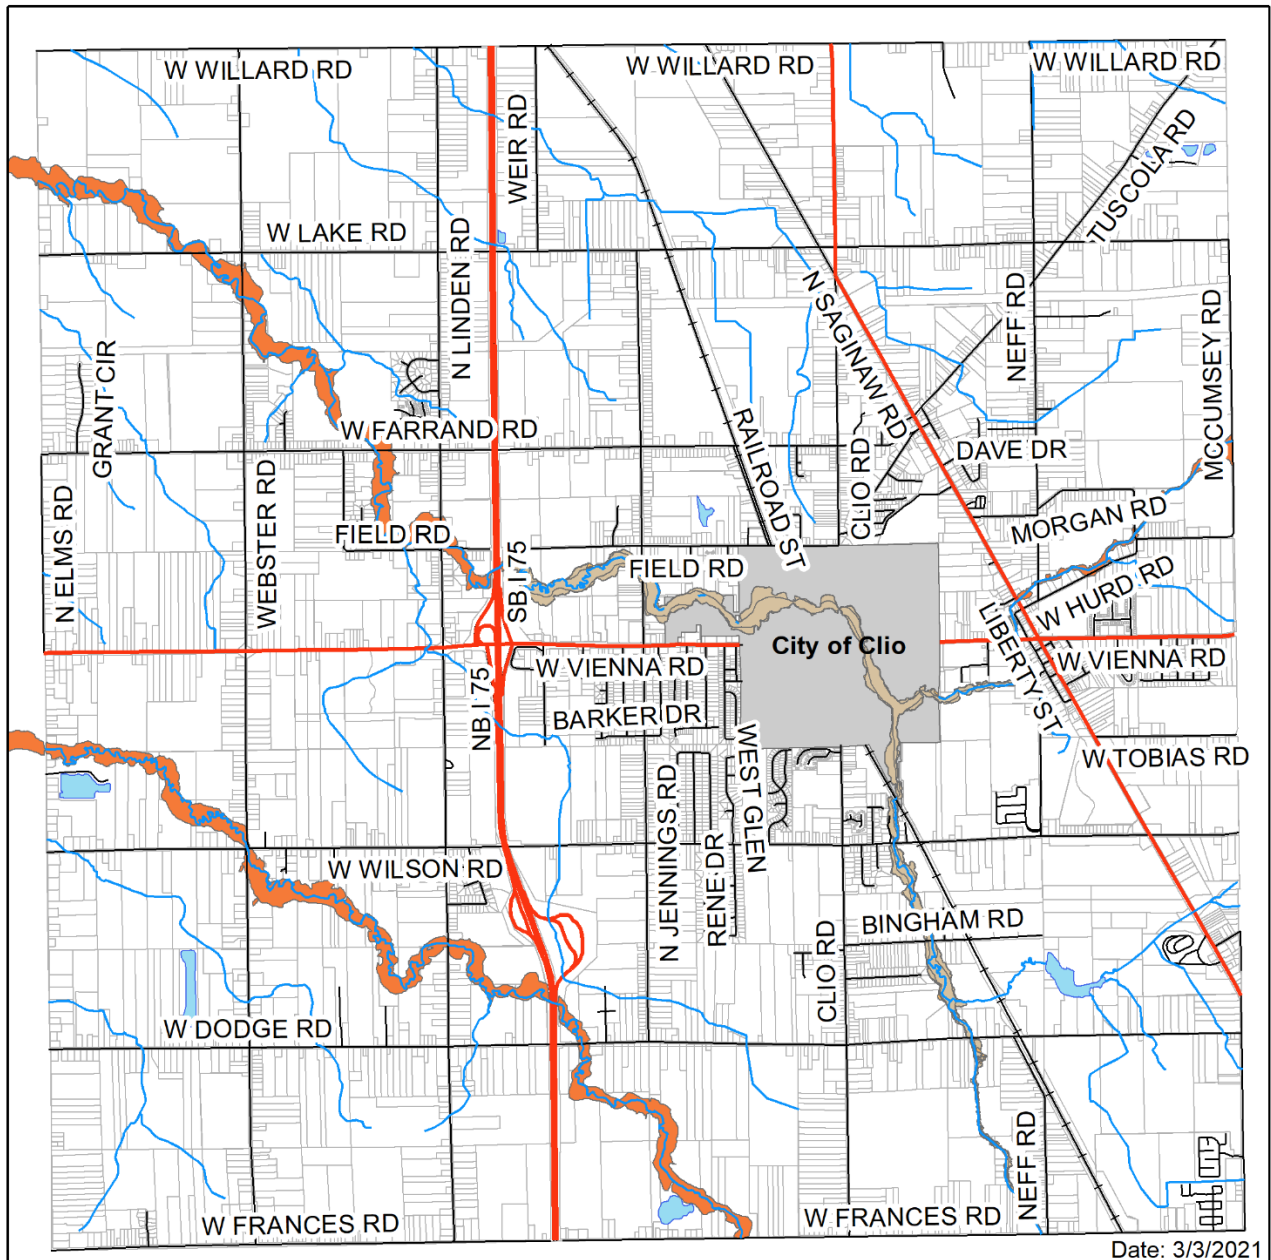 W WILLARD RD
W WILLARD RD
W WILLARD RD
WEIR RD
TUSCOLA RD
W LAKE RD
N LINDEN RD
N SAGINAW RD
NEFF RD
MCCUMSEY RD
GRANT CIR
W FARRAND RD
RAILROAD ST
CLIO RD
DAVE DR
N ELMS RD
WEBSTER RD
FIELD RD
SB I 75
FIELD RD
MORGAN RD
W HURD RD
LIBERTY ST
City of Clio
W VIENNA RD
W VIENNA RD
NB I 75
BARKER DR
WEST GLEN
W TOBIAS RD
N JENNINGS RD
RENE DR
W WILSON RD
BINGHAM RD
CLIO RD
W DODGE RD
NEFF RD
W FRANCES RD
W FRANCES RD
Date: 3/3/2021